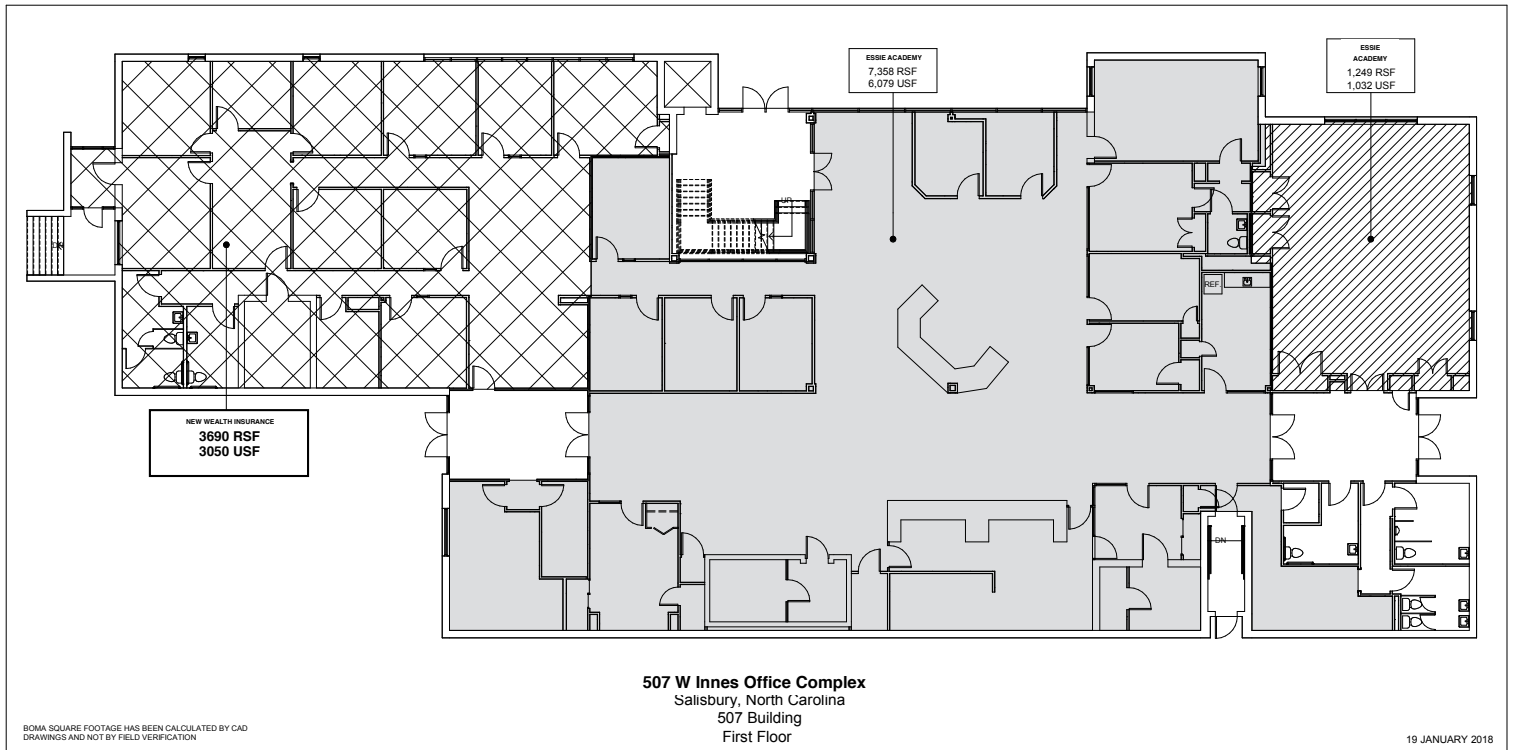 ESSIE ACADEMY
7,358 RSF
6,079 USF
ESSIE
ACADEMY
1,249 RSF
1,032 USF
UP
DN
REF.
NEW WEALTH INSURANCE
3690 RSF
3050 USF
DN
507 W Innes Office Complex
Salisbury, North Carolina
507 Building
First Floor
BOMA SQUARE FOOTAGE HAS BEEN CALCULATED BY CAD
DRAWINGS AND NOT BY FIELD VERIFICATION
19 JANUARY 2018